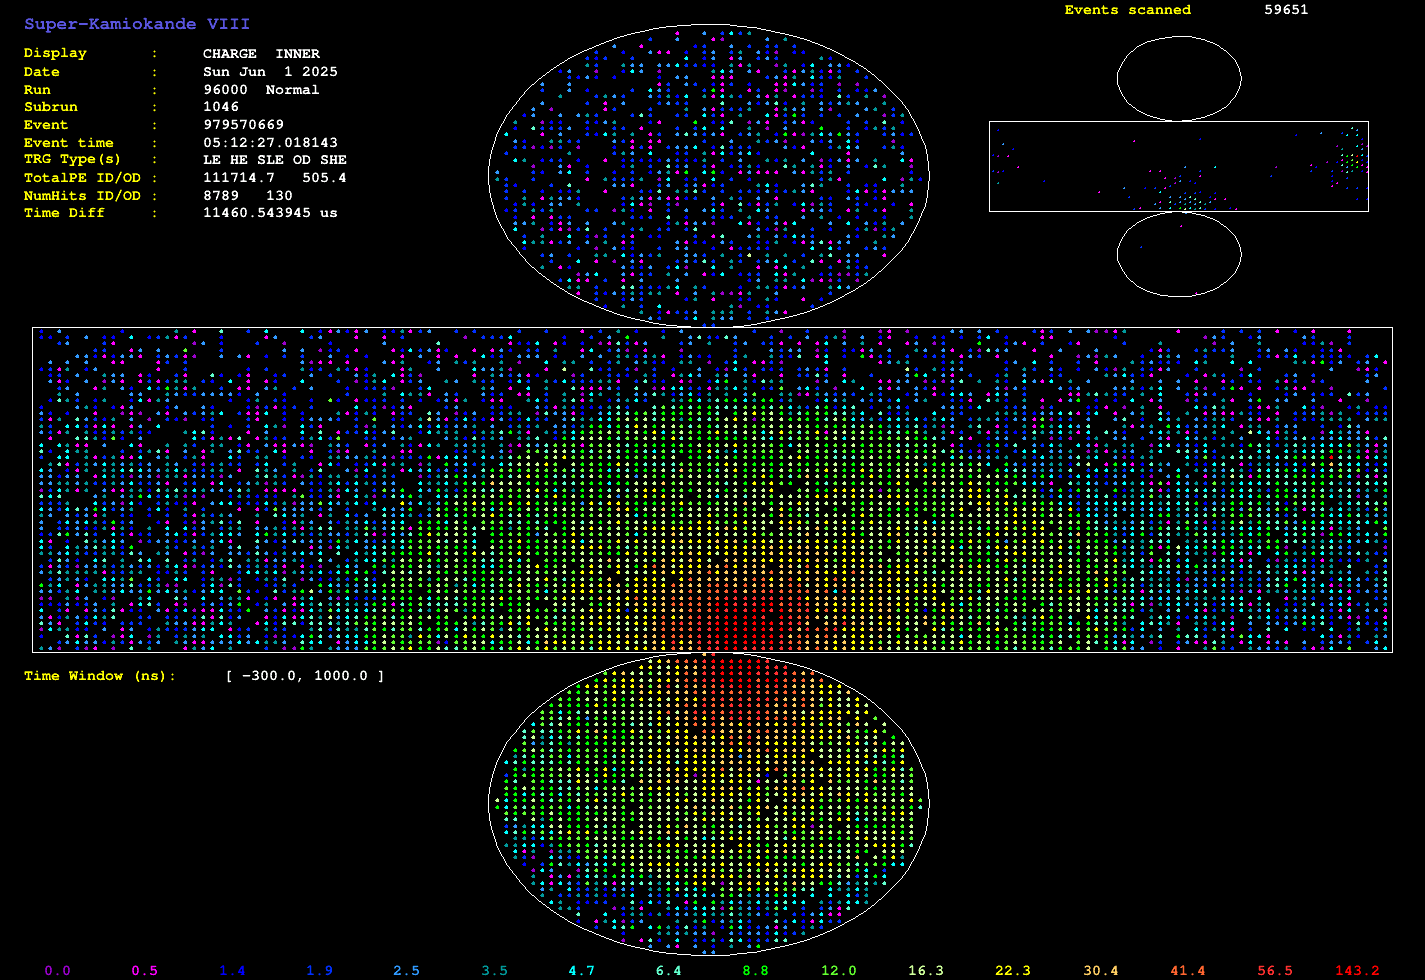 Super-Kamiokande VIII
Events scanned 59651
Display : CHARGE INNER
Date : Sun Jun 1 2025
Run : 96000 Normal
Subrun : 1046
Event : 979570669
Event time : 05:12:27.018143
TRG Type(s) : LE HE SLE OD SHE
TotalPE ID/OD : 111714.7 505.4
NumHits ID/OD : 8789 130
Time Diff : 11460.543945 us
Time Window (ns): [ -300.0, 1000.0 ]
0.0 0.5 1.4 1.9 2.5 3.5 4.7 6.4 8.8 12.0 16.3 22.3 30.4 41.4 56.5 143.2